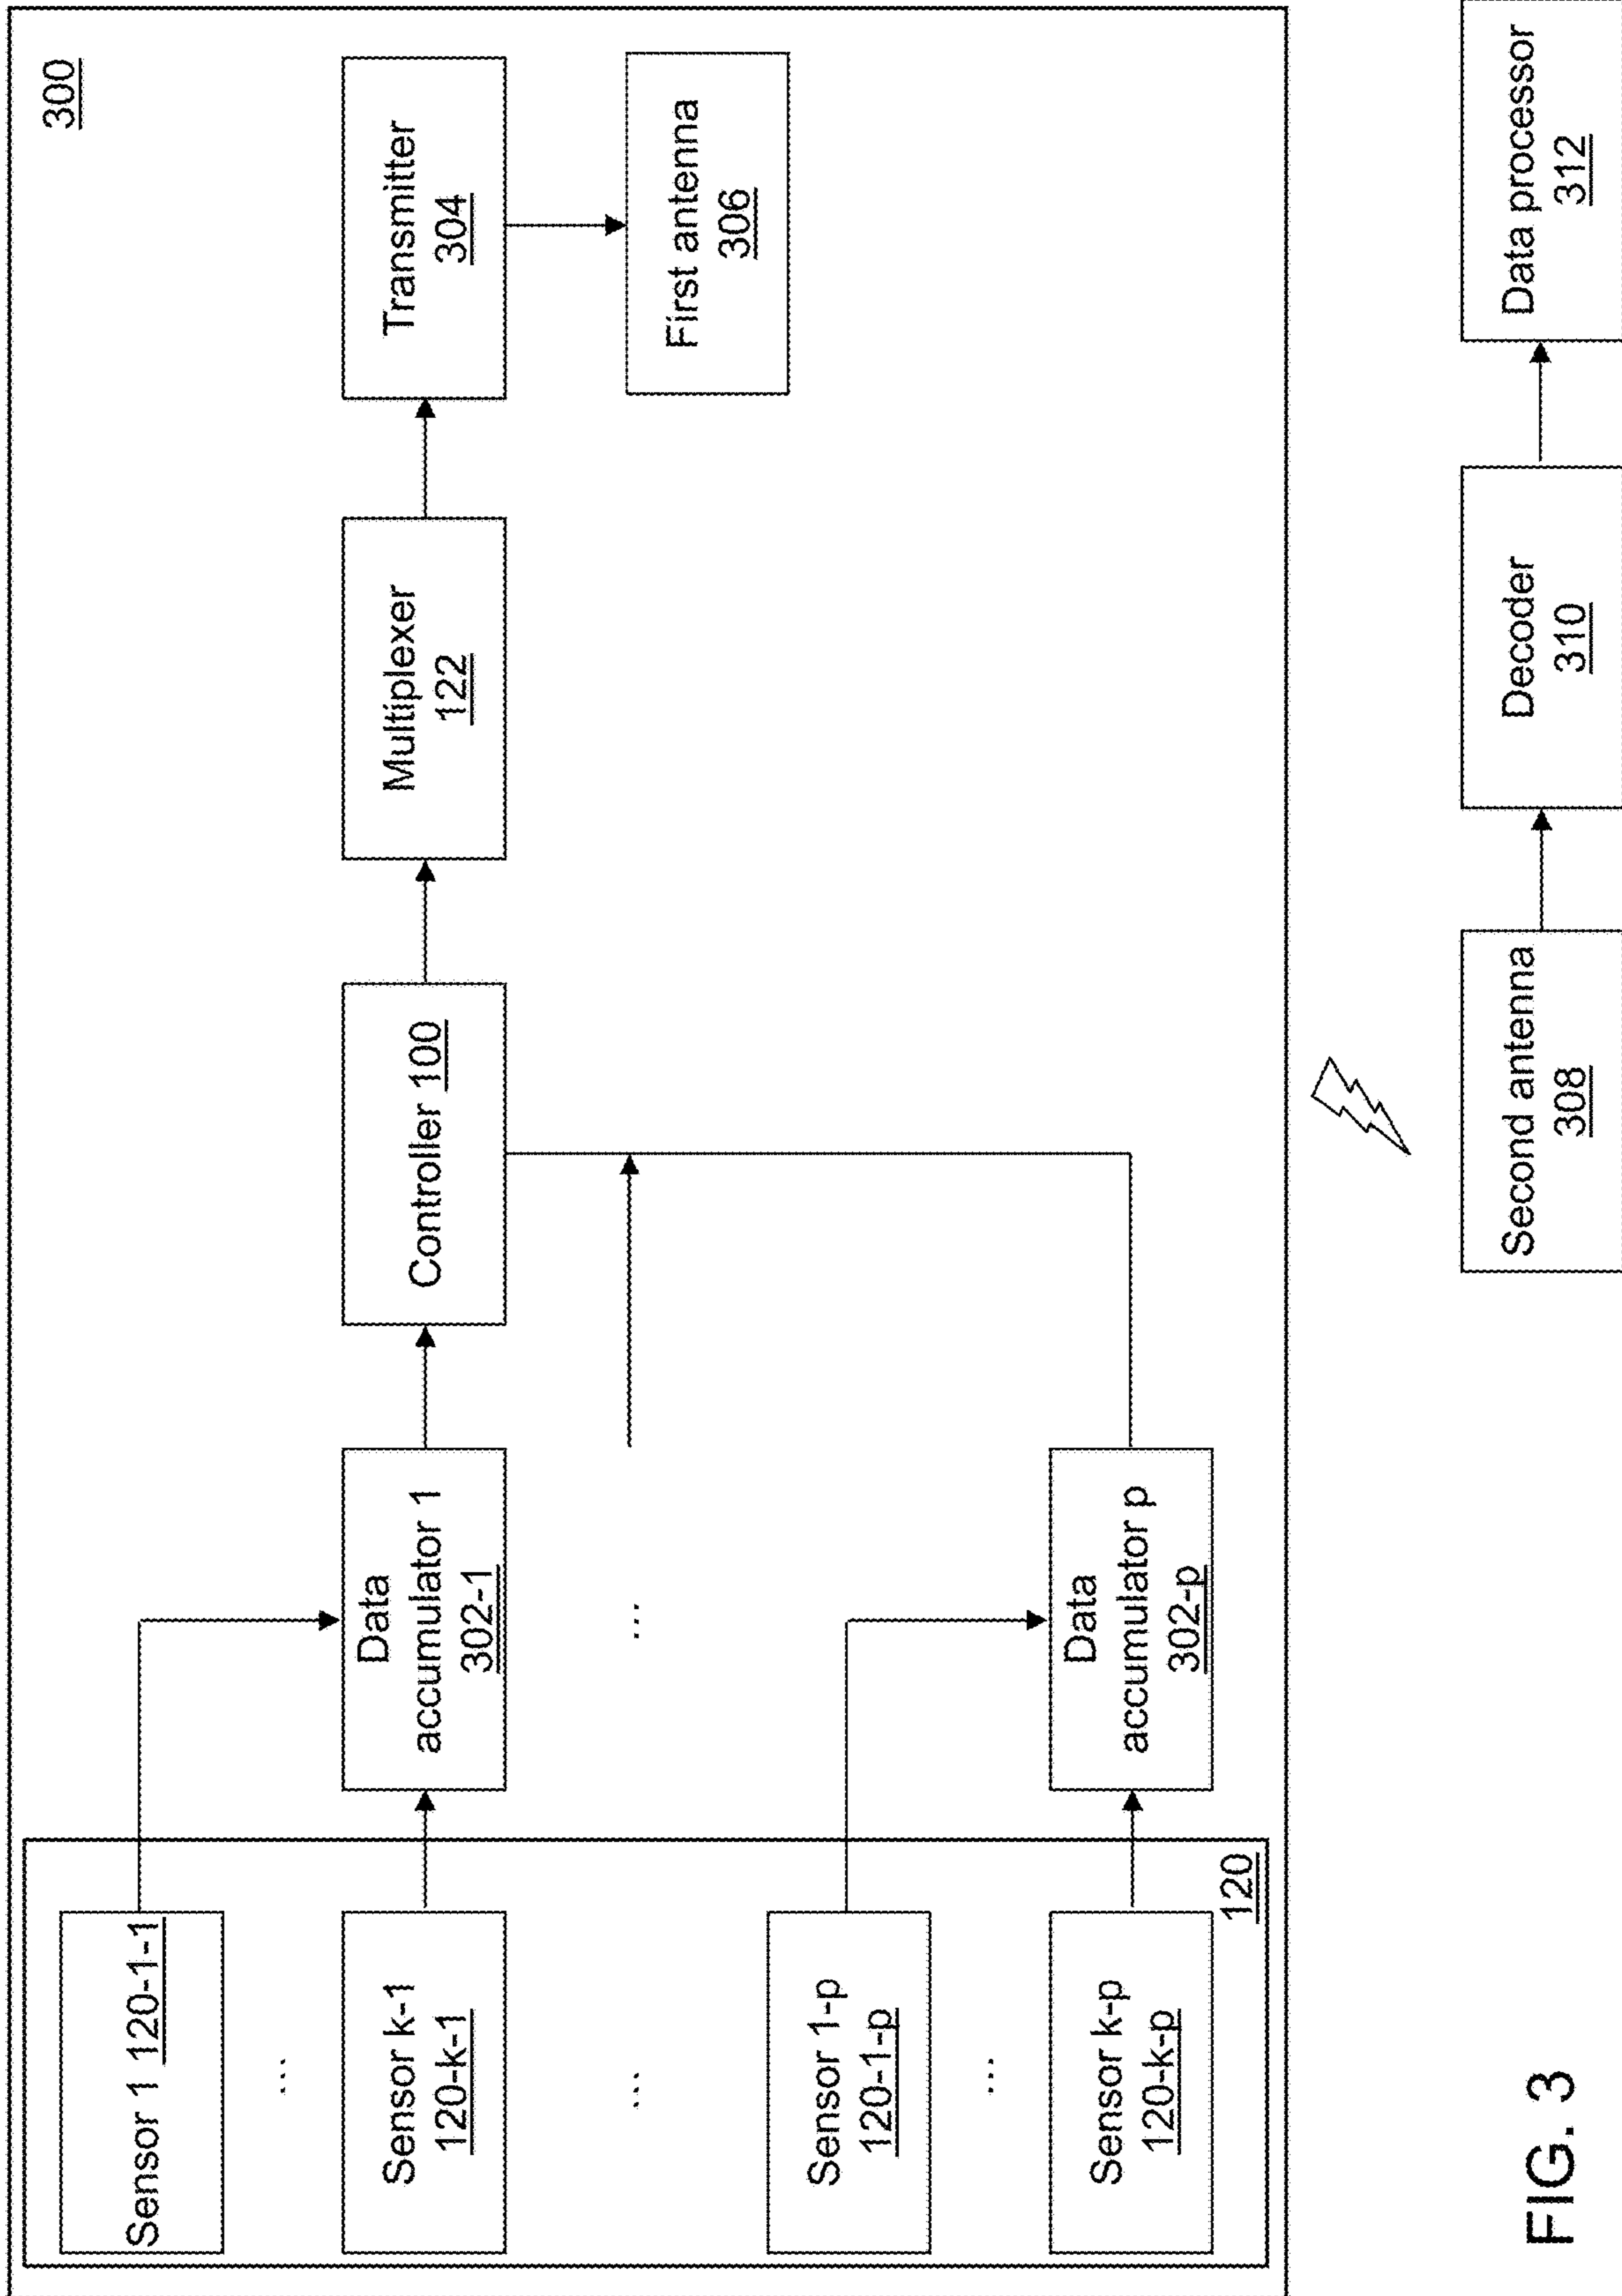 300
Sensor 1 120-1-1
...
Sensor k-1
120-k-1
...
Sensor 1-p
120-1-p
...
Sensor k-p
120-k-p
120
Data
accumulator 1
302-1
...
Data
accumulator p
302-p
Controller 100
Multiplexer
122
Transmitter
304
First antenna
306
Second antenna
308
Decoder
310
Data processor
312
FIG. 3